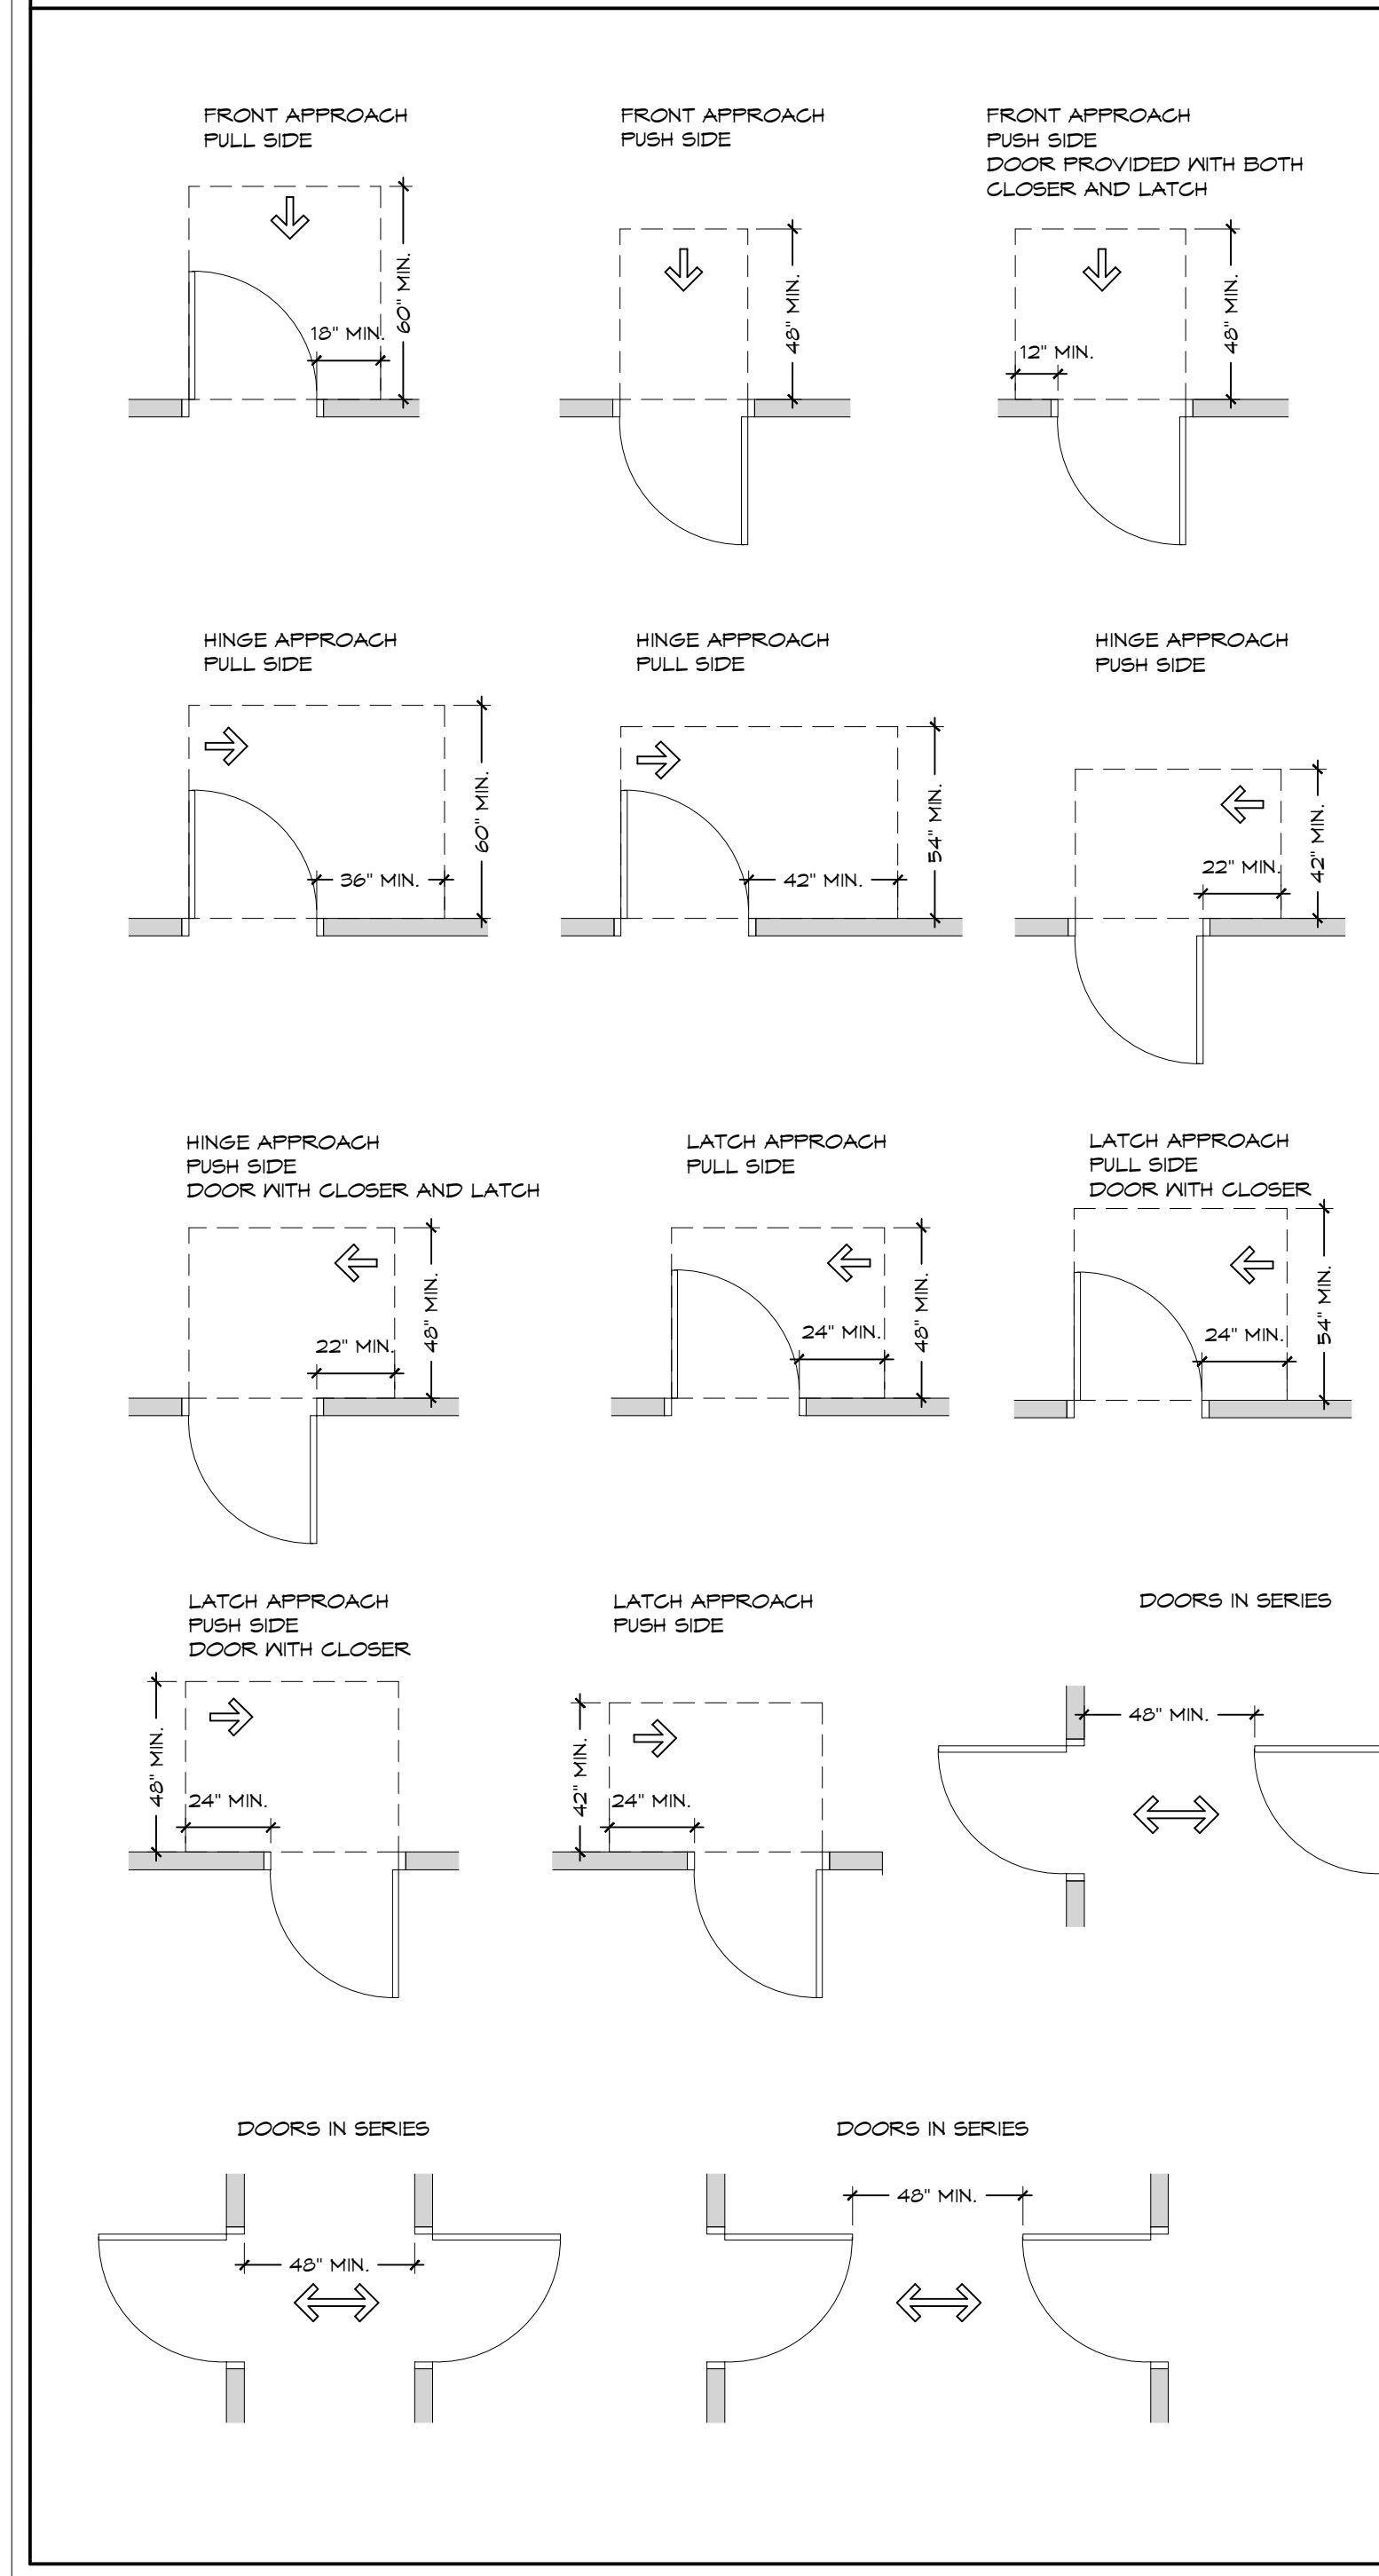 FRONT APPROACH
PULL SIDE
60" MIN.
18" MIN.
FRONT APPROACH
PUSH SIDE
48" MIN.
FRONT APPROACH
PUSH SIDE
DOOR PROVIDED WITH BOTH
CLOSER AND LATCH
48" MIN.
12" MIN.
HINGE APPROACH
PULL SIDE
60" MIN.
36" MIN.
HINGE APPROACH
PULL SIDE
54" MIN.
42" MIN.
HINGE APPROACH
PUSH SIDE
42" MIN.
22" MIN.
HINGE APPROACH
PUSH SIDE
DOOR WITH CLOSER AND LATCH
48" MIN.
22" MIN.
LATCH APPROACH
PULL SIDE
48" MIN.
24" MIN.
LATCH APPROACH
PULL SIDE
DOOR WITH CLOSER
54" MIN.
24" MIN.
LATCH APPROACH
PUSH SIDE
DOOR WITH CLOSER
48" MIN.
24" MIN.
LATCH APPROACH
PUSH SIDE
42" MIN.
24" MIN.
DOORS IN SERIES
48" MIN.
DOORS IN SERIES
48" MIN.
DOORS IN SERIES
48" MIN.